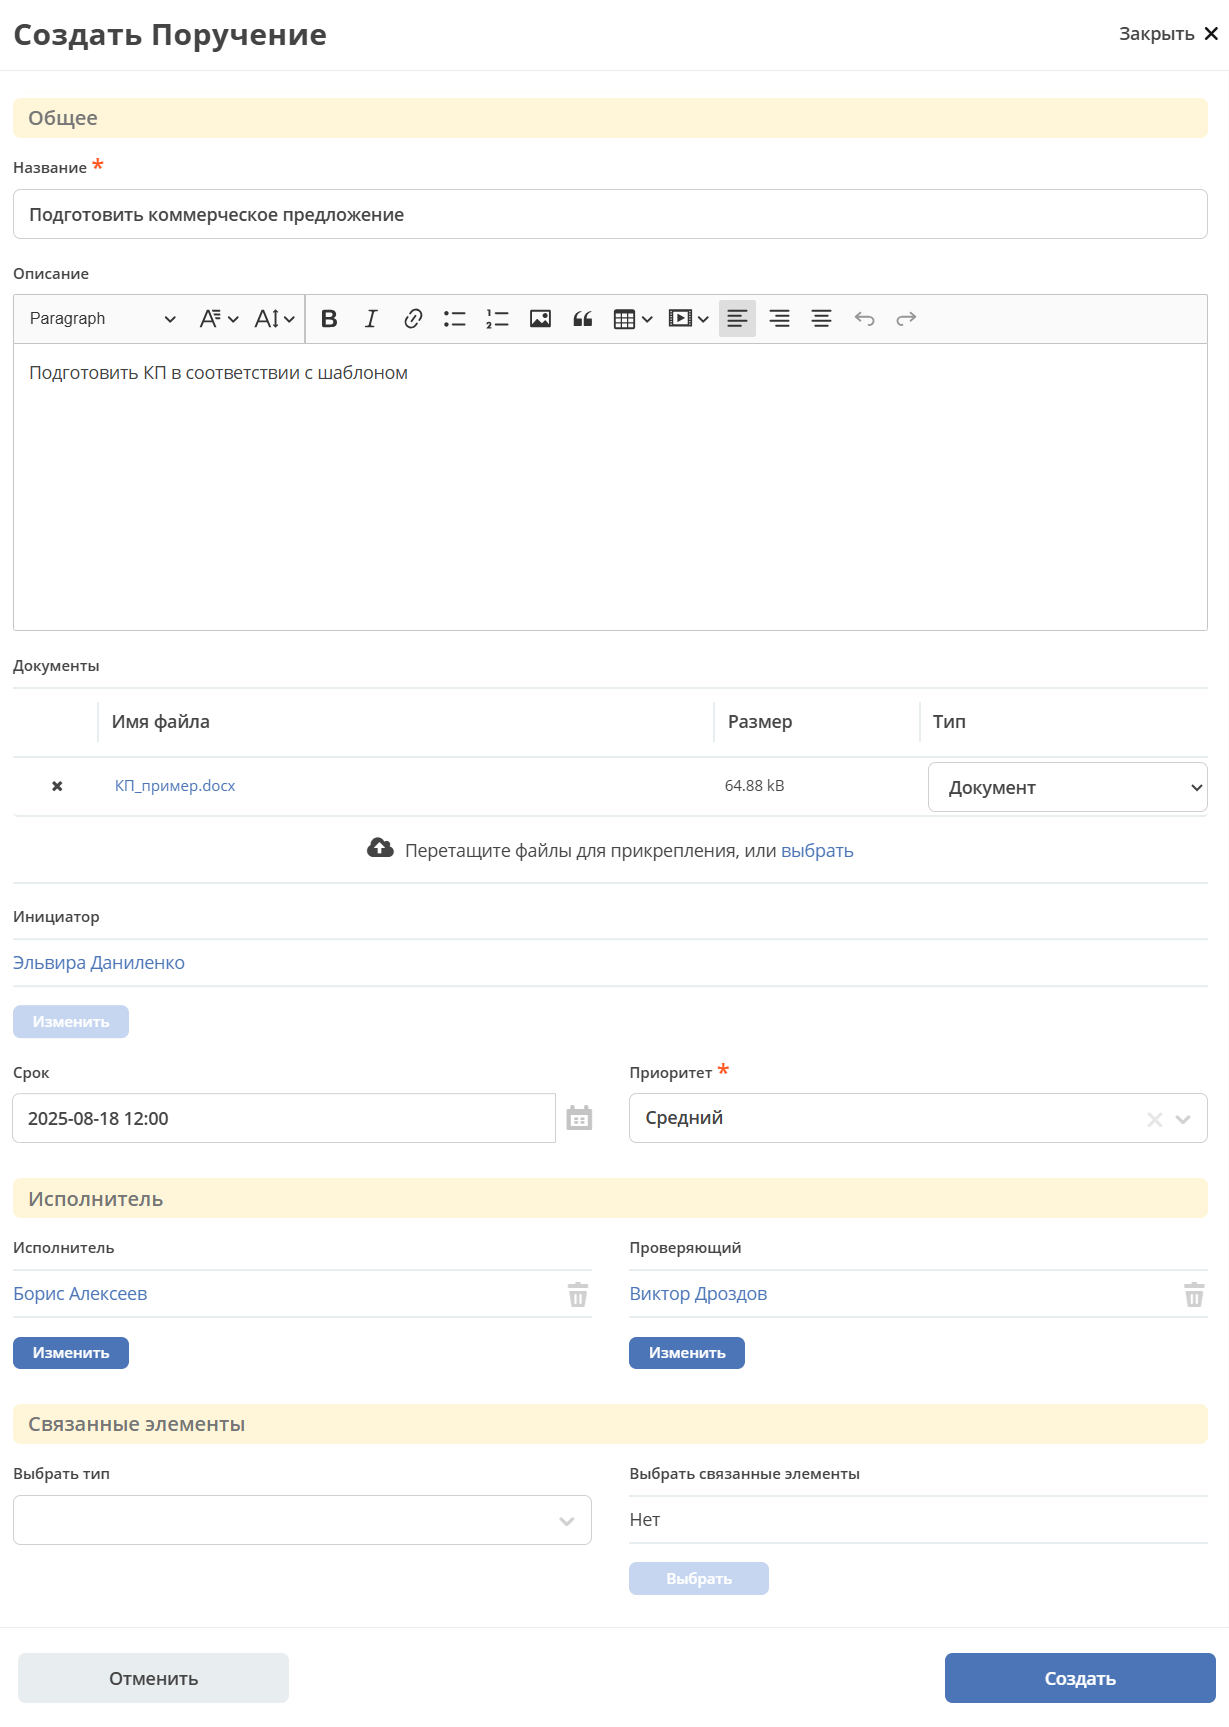 Создать Поручение
Закрыть
Общее
Название *
Подготовить коммерческое предложение
Описание
Paragraph
Подготовить КП в соответствии с шаблоном
Документы
Имя файла Размер Тип
КП_пример.docx 64.88 kB Документ
Перетащите файлы для прикрепления, или выбрать
Инициатор
Эльвира Даниленко
Изменить
Срок Приоритет *
2025-08-18 12:00 Средний
Исполнитель
Исполнитель Проверяющий
Борис Алексеев Виктор Дроздов
Изменить Изменить
Связанные элементы
Выбрать тип Выбрать связанные элементы
Нет
Выбрать
Отменить Создать